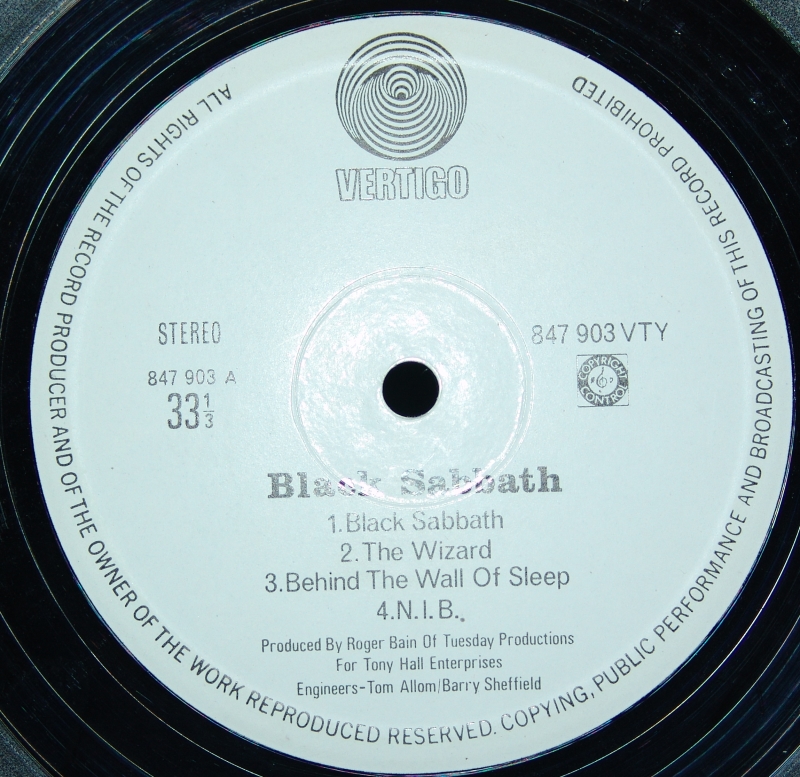 VERTIGO
ALL RIGHTS OF THE RECORD PRODUCER AND OF THE OWNER OF THE WORK REPRODUCED RESERVED. COPYING, PUBLIC PERFORMANCE AND BROADCASTING OF THIS RECORD PROHIBITED
STEREO
847 903 A
33 1/3
847 903 VTY
COPYRIGHT
CONTROL
Black Sabbath
1.Black Sabbath
2.The Wizard
3.Behind The Wall Of Sleep
4.N.I.B.
Produced By Roger Bain Of Tuesday Productions
For Tony Hall Enterprises
Engineers-Tom Allom/Barry Sheffield